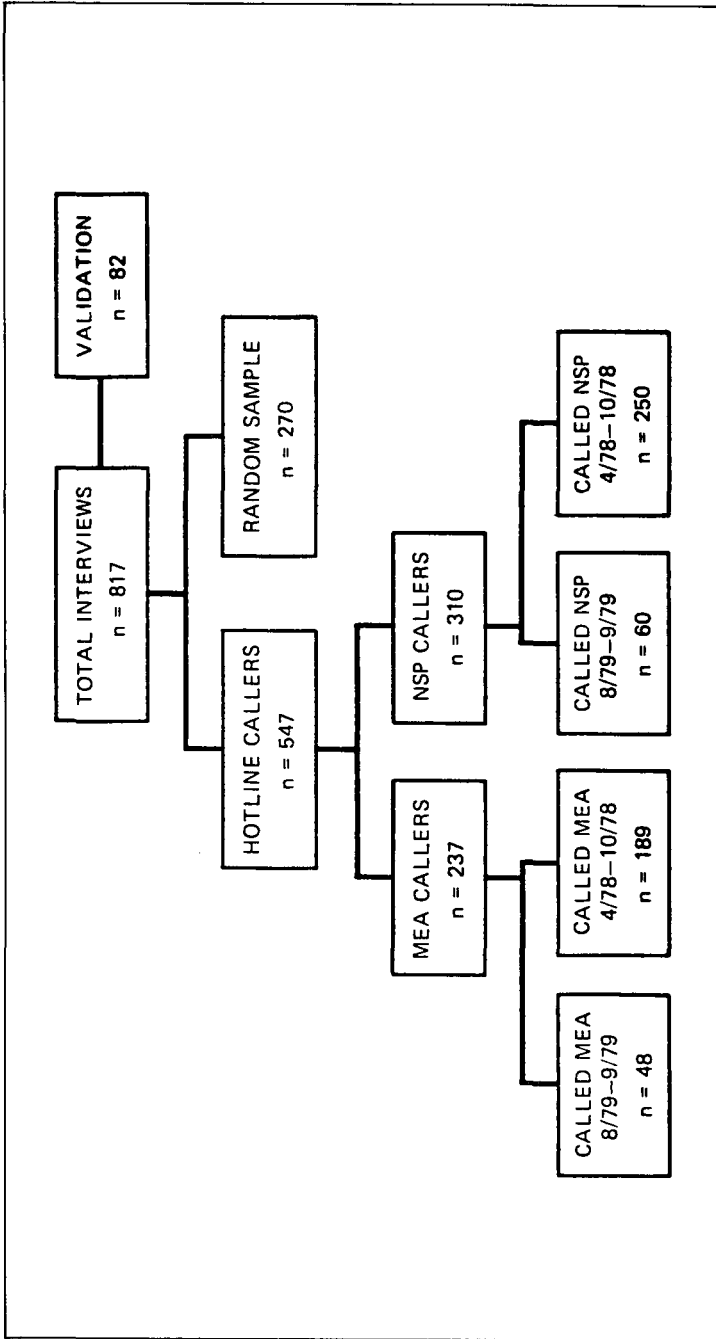 TOTAL INTERVIEWS
n = 817
VALIDATION
n = 82
HOTLINE CALLERS
n = 547
RANDOM SAMPLE
n = 270
MEA CALLERS
n = 237
NSP CALLERS
n = 310
CALLED MEA
8/79–9/79
n = 48
CALLED MEA
4/78–10/78
n = 189
CALLED NSP
8/79–9/79
n = 60
CALLED NSP
4/78–10/78
n = 250